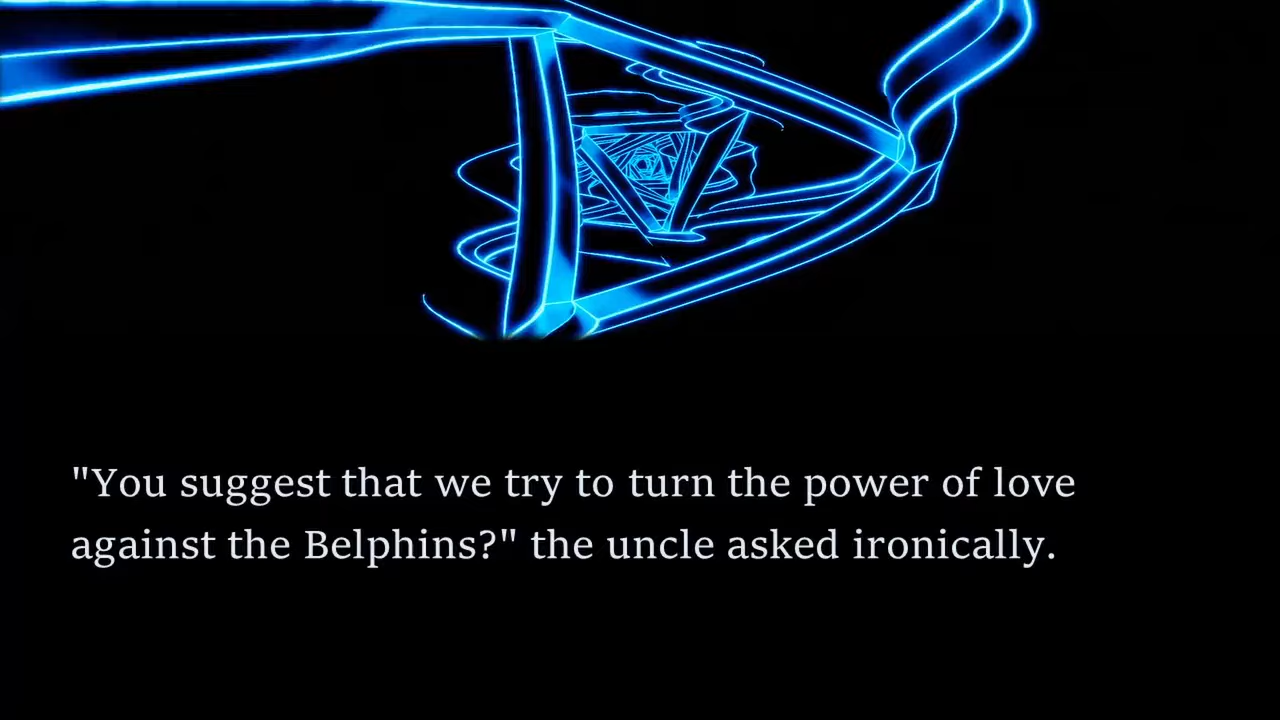 "You suggest that we try to turn the power of love
against the Belphins?" the uncle asked ironically.